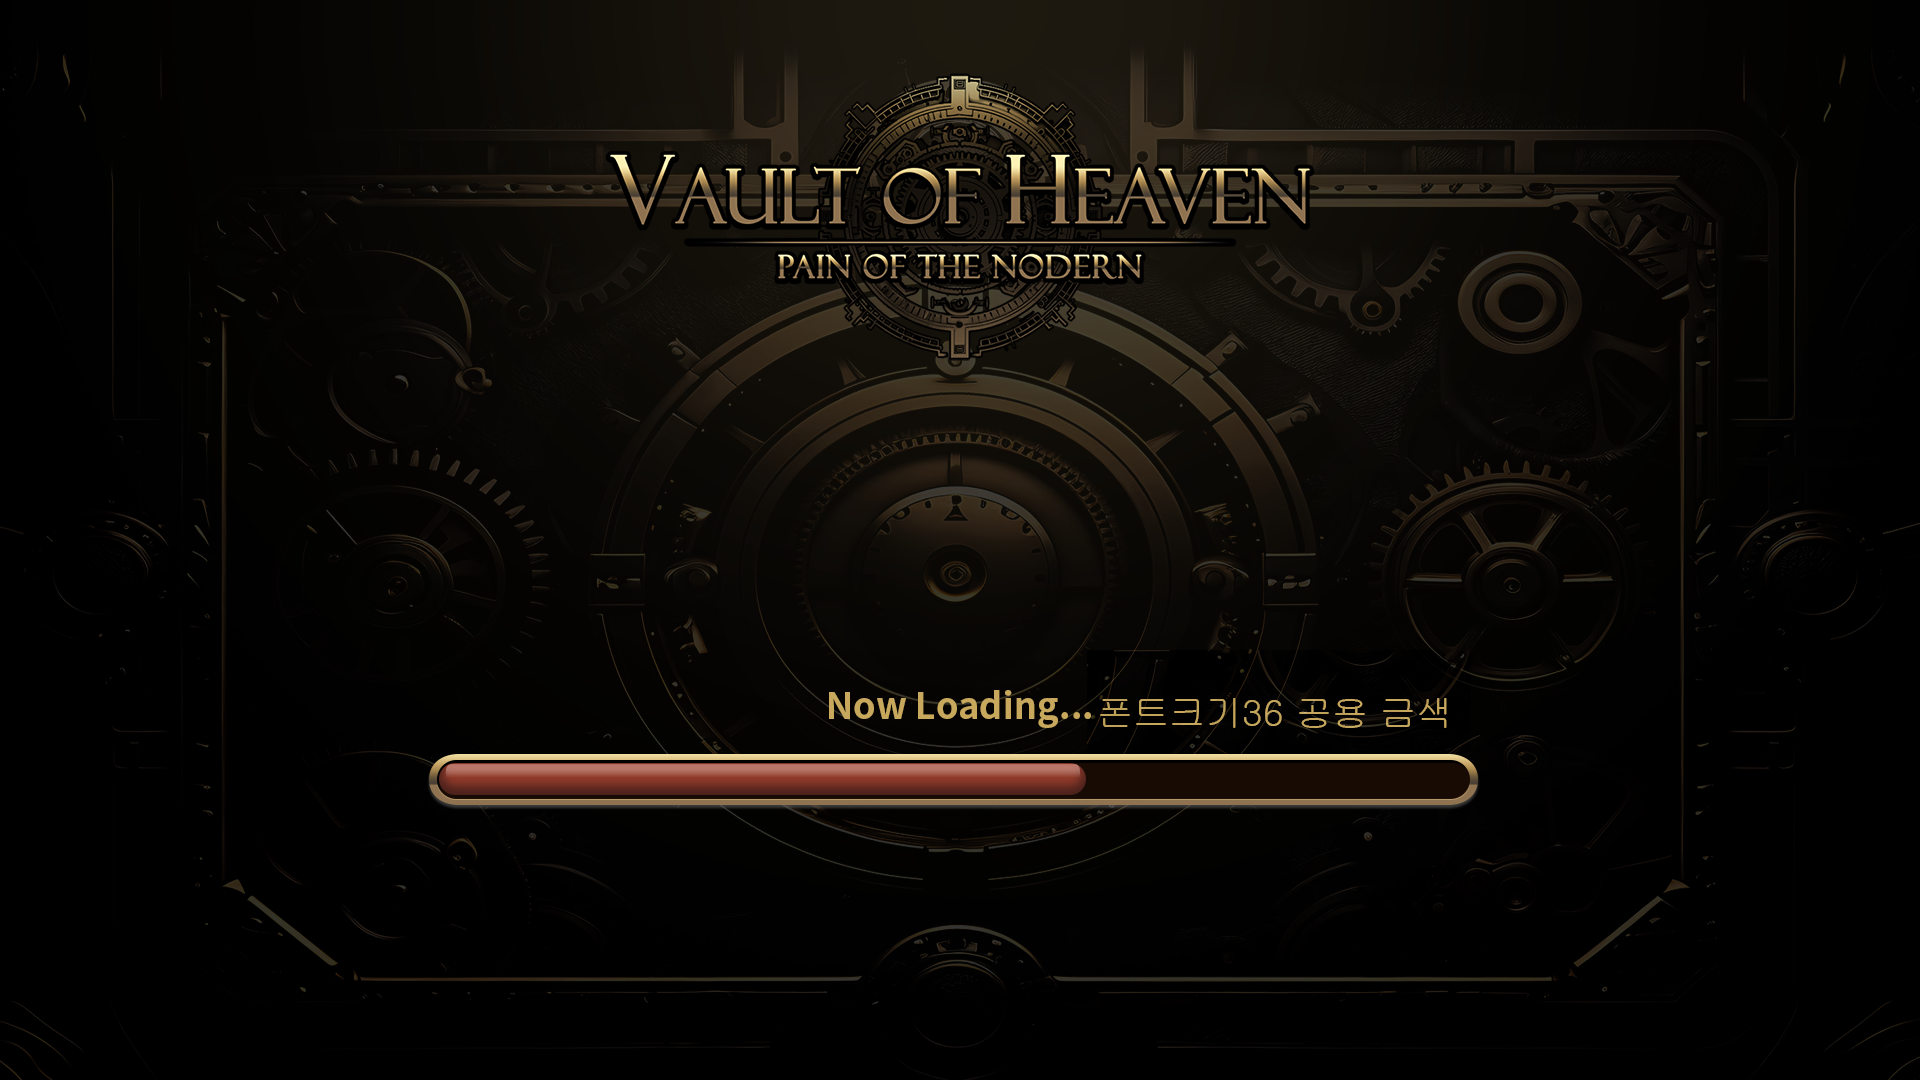 VAULT OF HEAVEN
PAIN OF THE NODERN
Now Loading... 폰트크기36 공용 금색